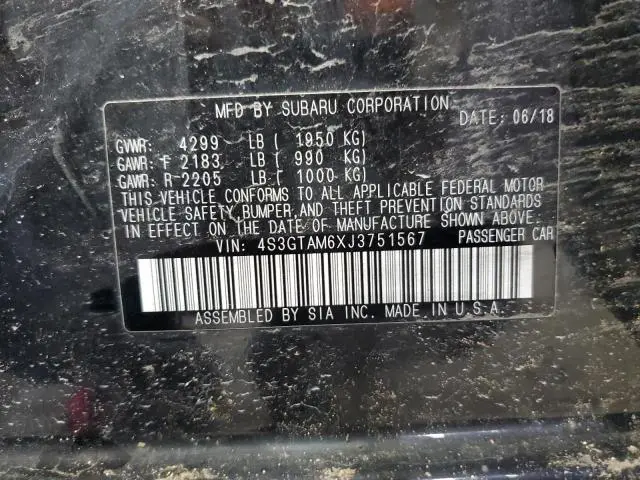 MFD BY SUBARU CORPORATION
DATE: 06/18
GVWR: 4299 LB ( 1950 KG)
GAWR: F 2183 LB ( 990 KG)
GAWR: R 2205 LB ( 1000 KG)
THIS VEHICLE CONFORMS TO ALL APPLICABLE FEDERAL MOTOR
VEHICLE SAFETY, BUMPER, AND THEFT PREVENTION STANDARDS
IN EFFECT ON THE DATE OF MANUFACTURE SHOWN ABOVE.
VIN: 4S3GTAM6XJ3751567 PASSENGER CAR
ASSEMBLED BY SIA INC. MADE IN U.S.A.